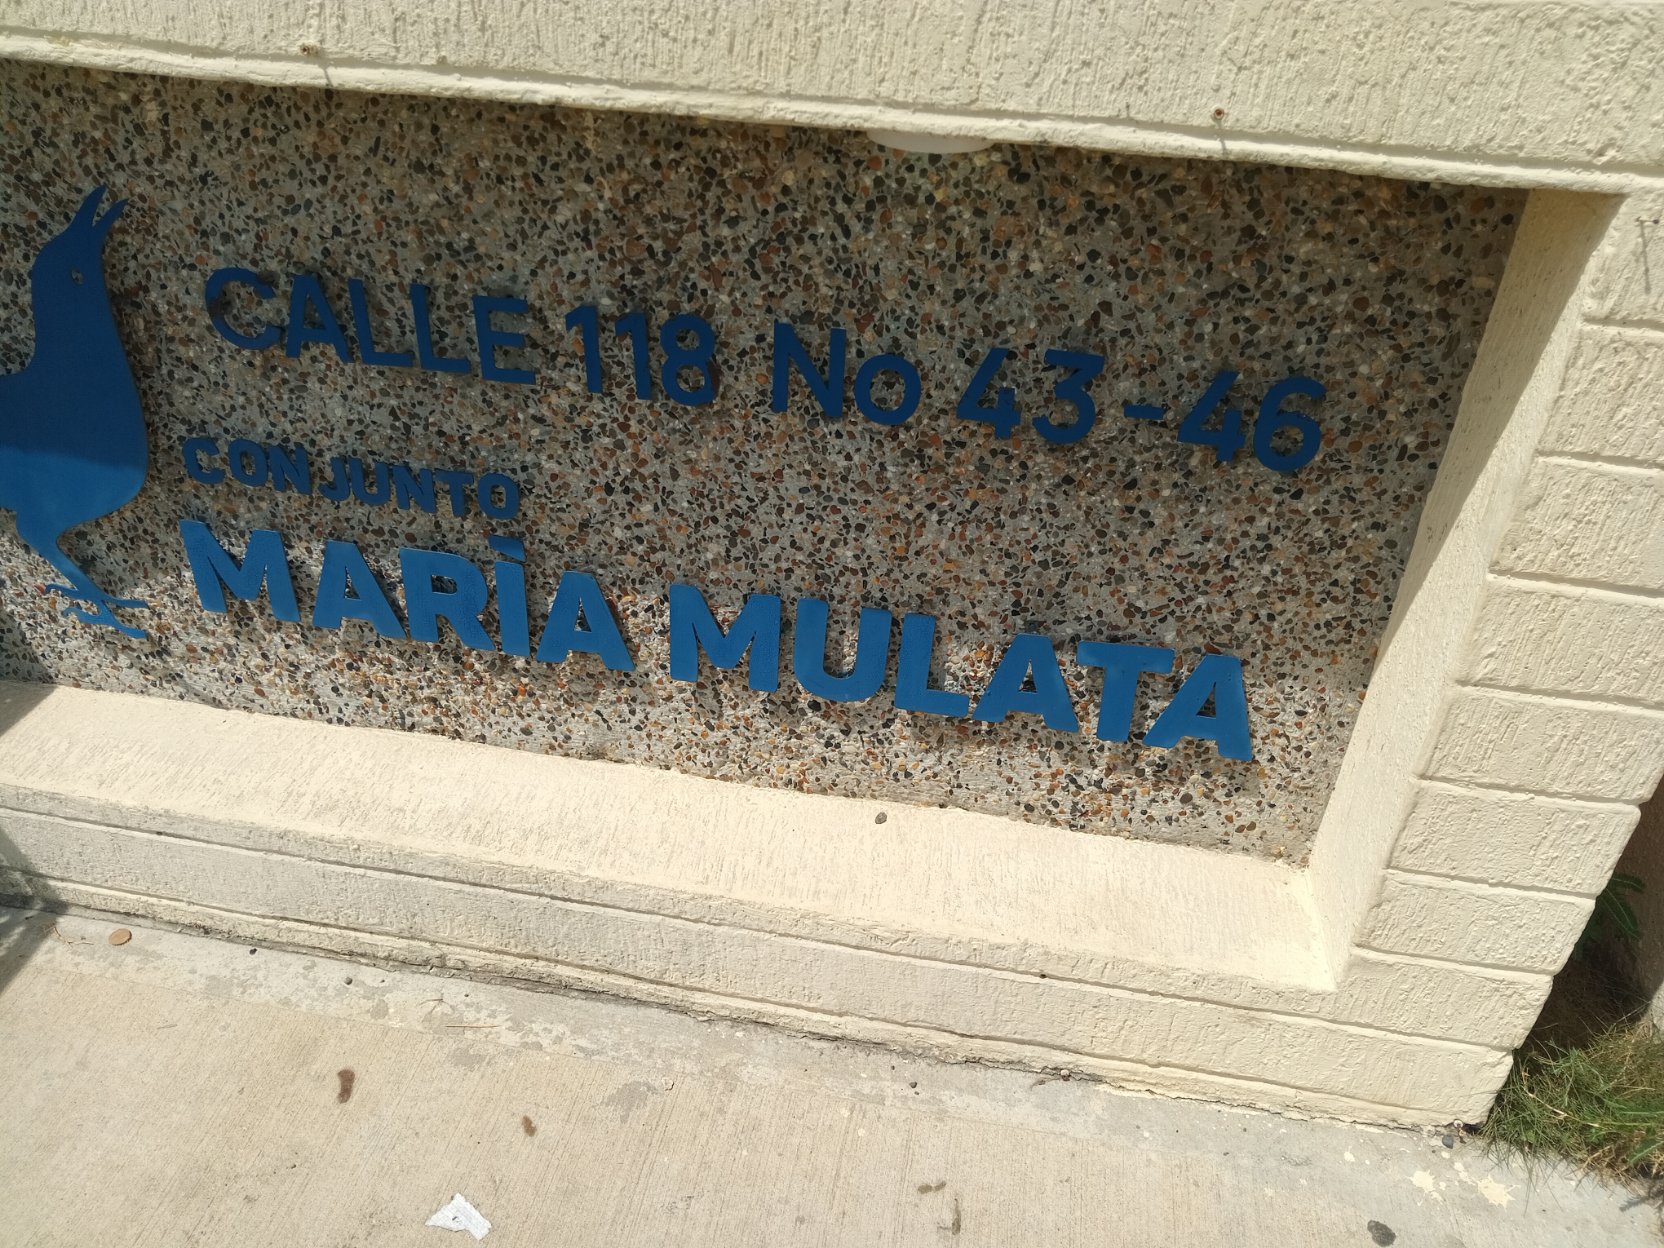 CALLE 118 No 43-46
CONJUNTO
MARÍA MULATA